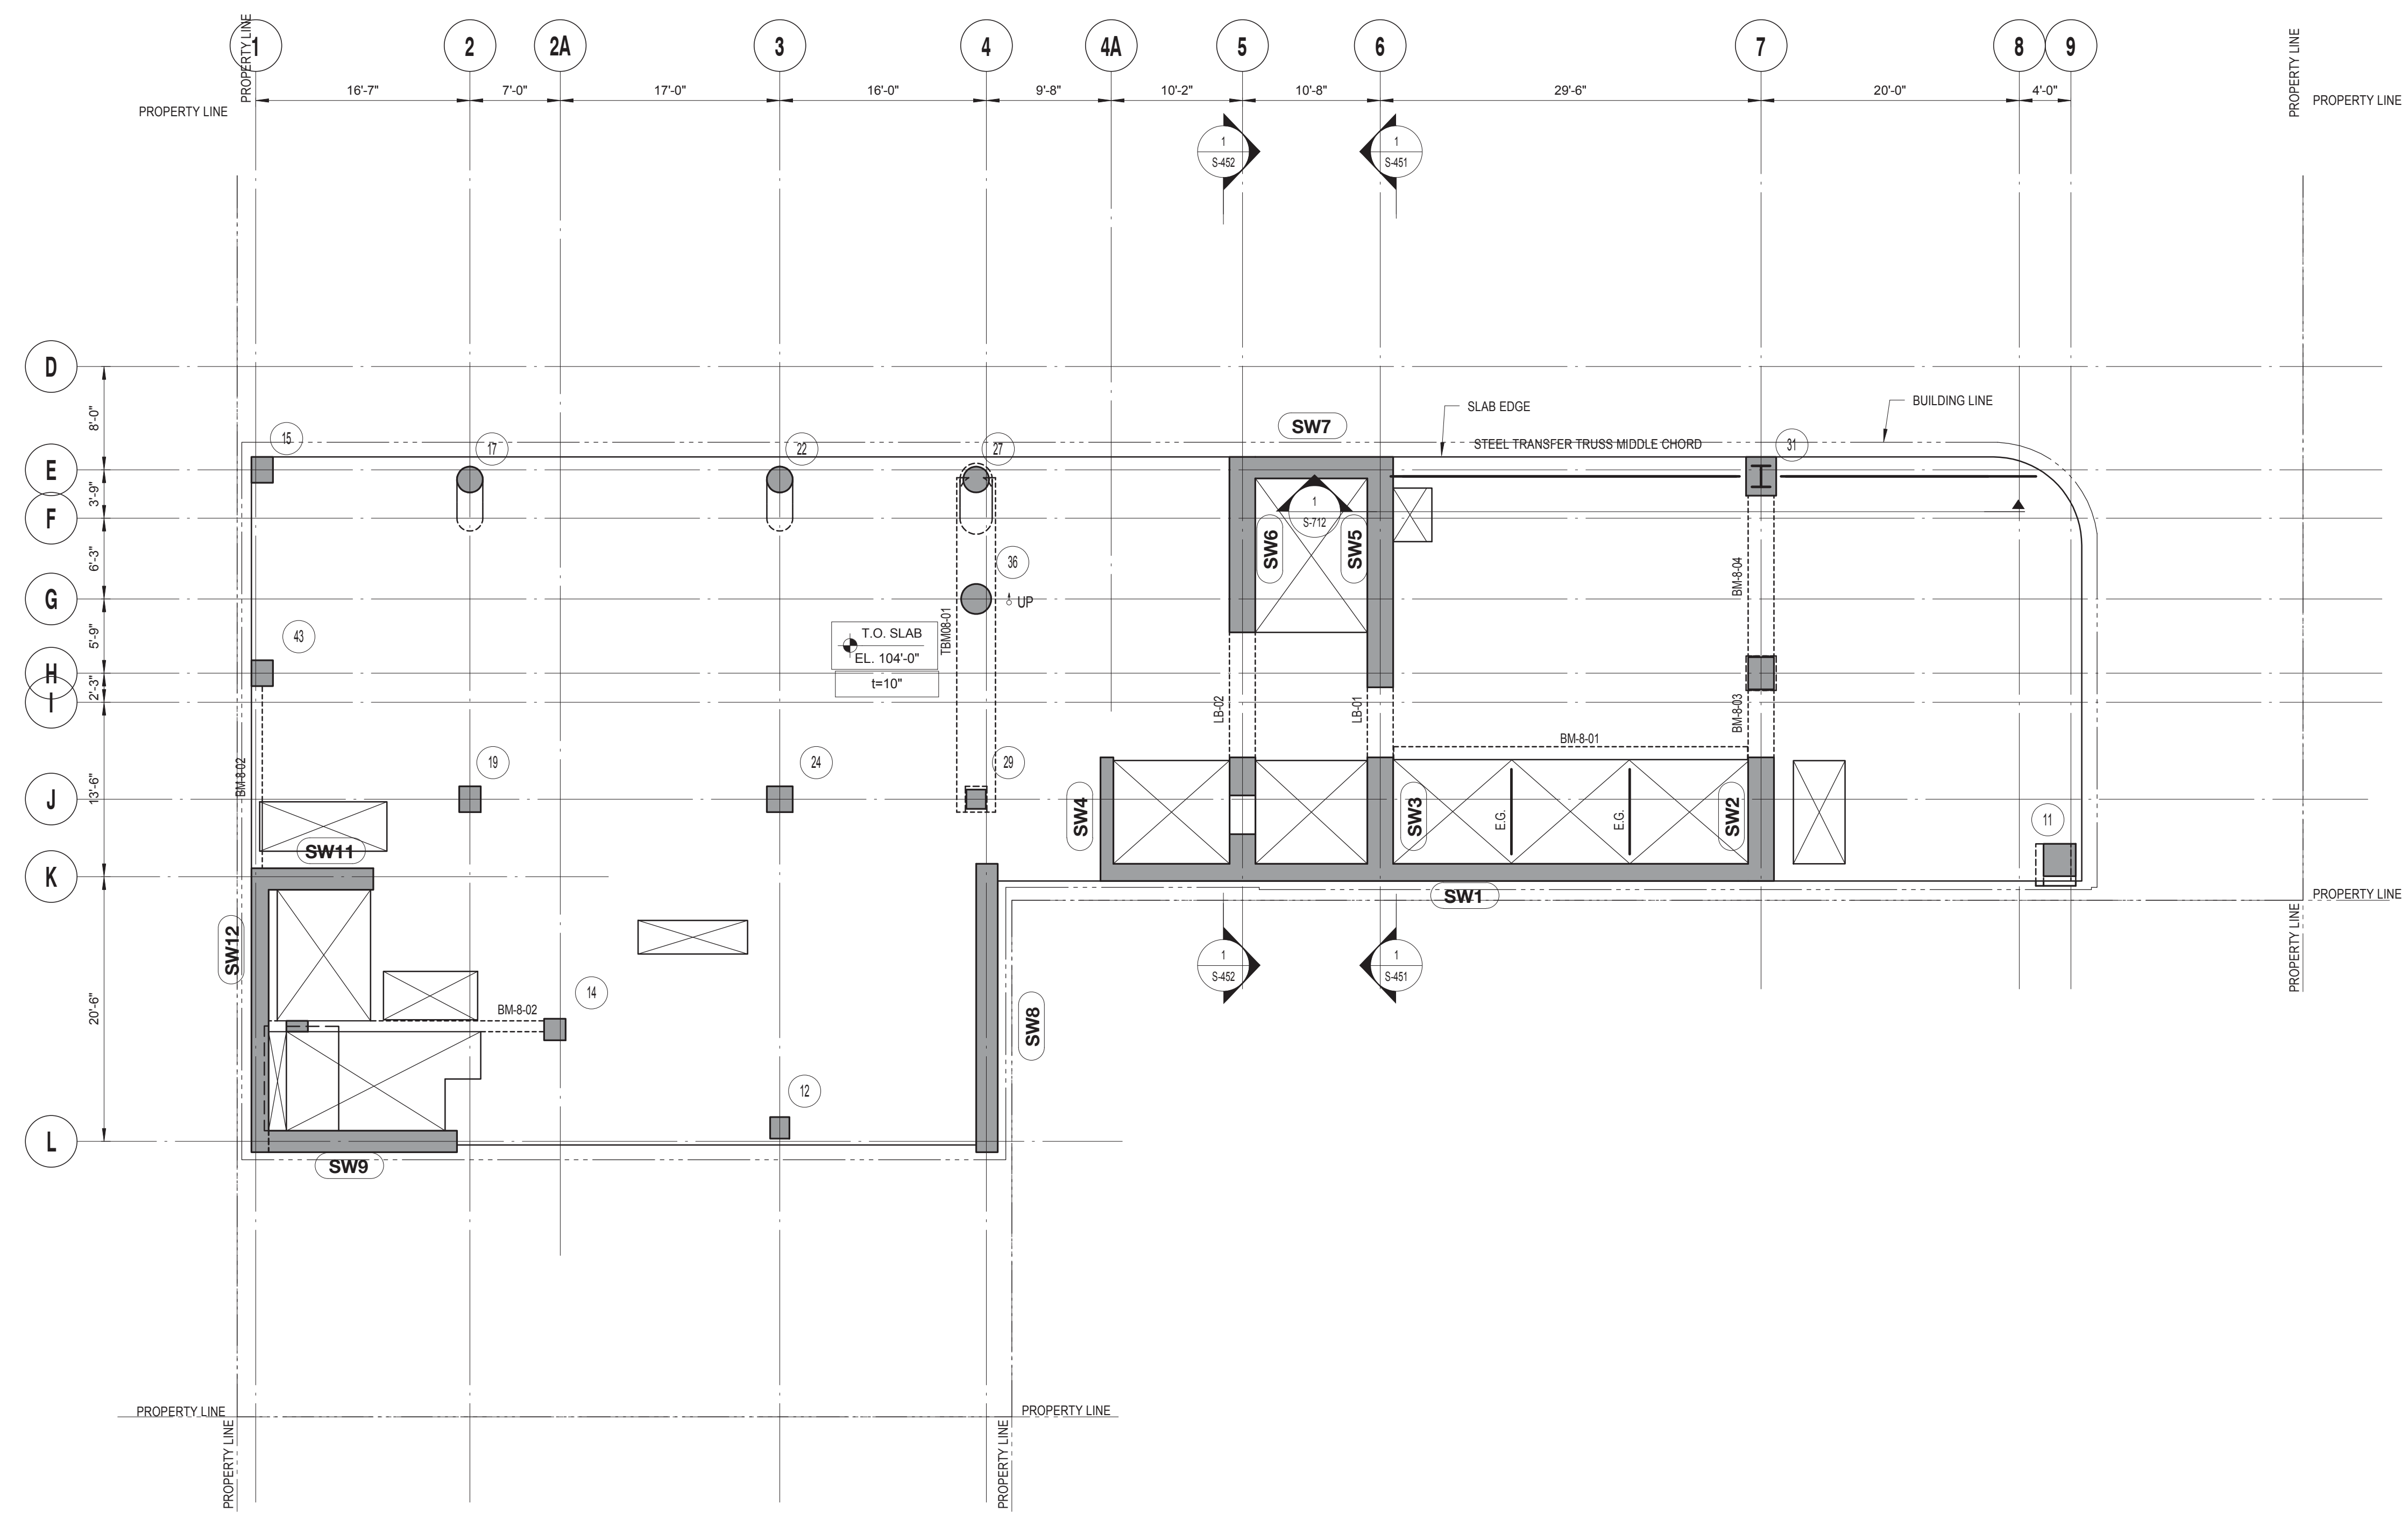 1
2
2A
3
4
4A
5
6
7
8
9
PROPERTY LINE
PROPERTY LINE
PROPERTY LINE
PROPERTY LINE
16'-7"
7'-0"
17'-0"
16'-0"
9'-8"
10'-2"
10'-8"
29'-6"
20'-0"
4'-0"
1
S-452
1
S-451
D
8'-0"
E
3'-9"
F
6'-3"
G
5'-9"
H
2'-3"
I
13'-6"
J
K
20'-6"
L
SLAB EDGE
BUILDING LINE
SW7
STEEL TRANSFER TRUSS MIDDLE CHORD
15
17
22
27
31
1
S-712
SW6
SW5
36
UP
BM-8-04
43
T.O. SLAB
EL. 104'-0"
t=10"
TBM08-01
LB-02
LB-01
BM-8-03
BM-8-01
BM-8-02
19
24
29
SW4
SW3
E.G.
E.G.
SW2
11
SW11
SW1
PROPERTY LINE
PROPERTY LINE
SW12
1
S-452
1
S-451
14
BM-8-02
SW8
12
SW9
PROPERTY LINE
PROPERTY LINE
PROPERTY LINE
PROPERTY LINE